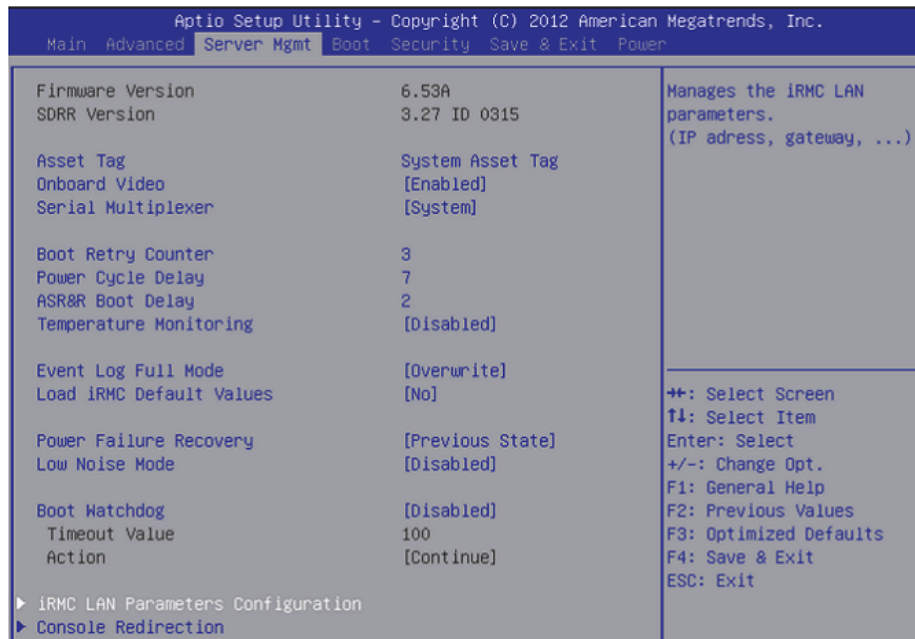 Aptio Setup Utility – Copyright (C) 2012 American Megatrends, Inc.
Main Advanced Server Mgmt Boot Security Save & Exit Power
Firmware Version 6.53A
SDRR Version 3.27 ID 0315
Asset Tag System Asset Tag
Onboard Video [Enabled]
Serial Multiplexer [System]
Boot Retry Counter 3
Power Cycle Delay 7
ASR&R Boot Delay 2
Temperature Monitoring [Disabled]
Event Log Full Mode [Overwrite]
Load iRMC Default Values [No]
Power Failure Recovery [Previous State]
Low Noise Mode [Disabled]
Boot Watchdog [Disabled]
Timeout Value 100
Action [Continue]
iRMC LAN Parameters Configuration
Console Redirection
Manages the iRMC LAN
parameters.
(IP adress, gateway, ...)
→←: Select Screen
↑↓: Select Item
Enter: Select
+/-: Change Opt.
F1: General Help
F2: Previous Values
F3: Optimized Defaults
F4: Save & Exit
ESC: Exit